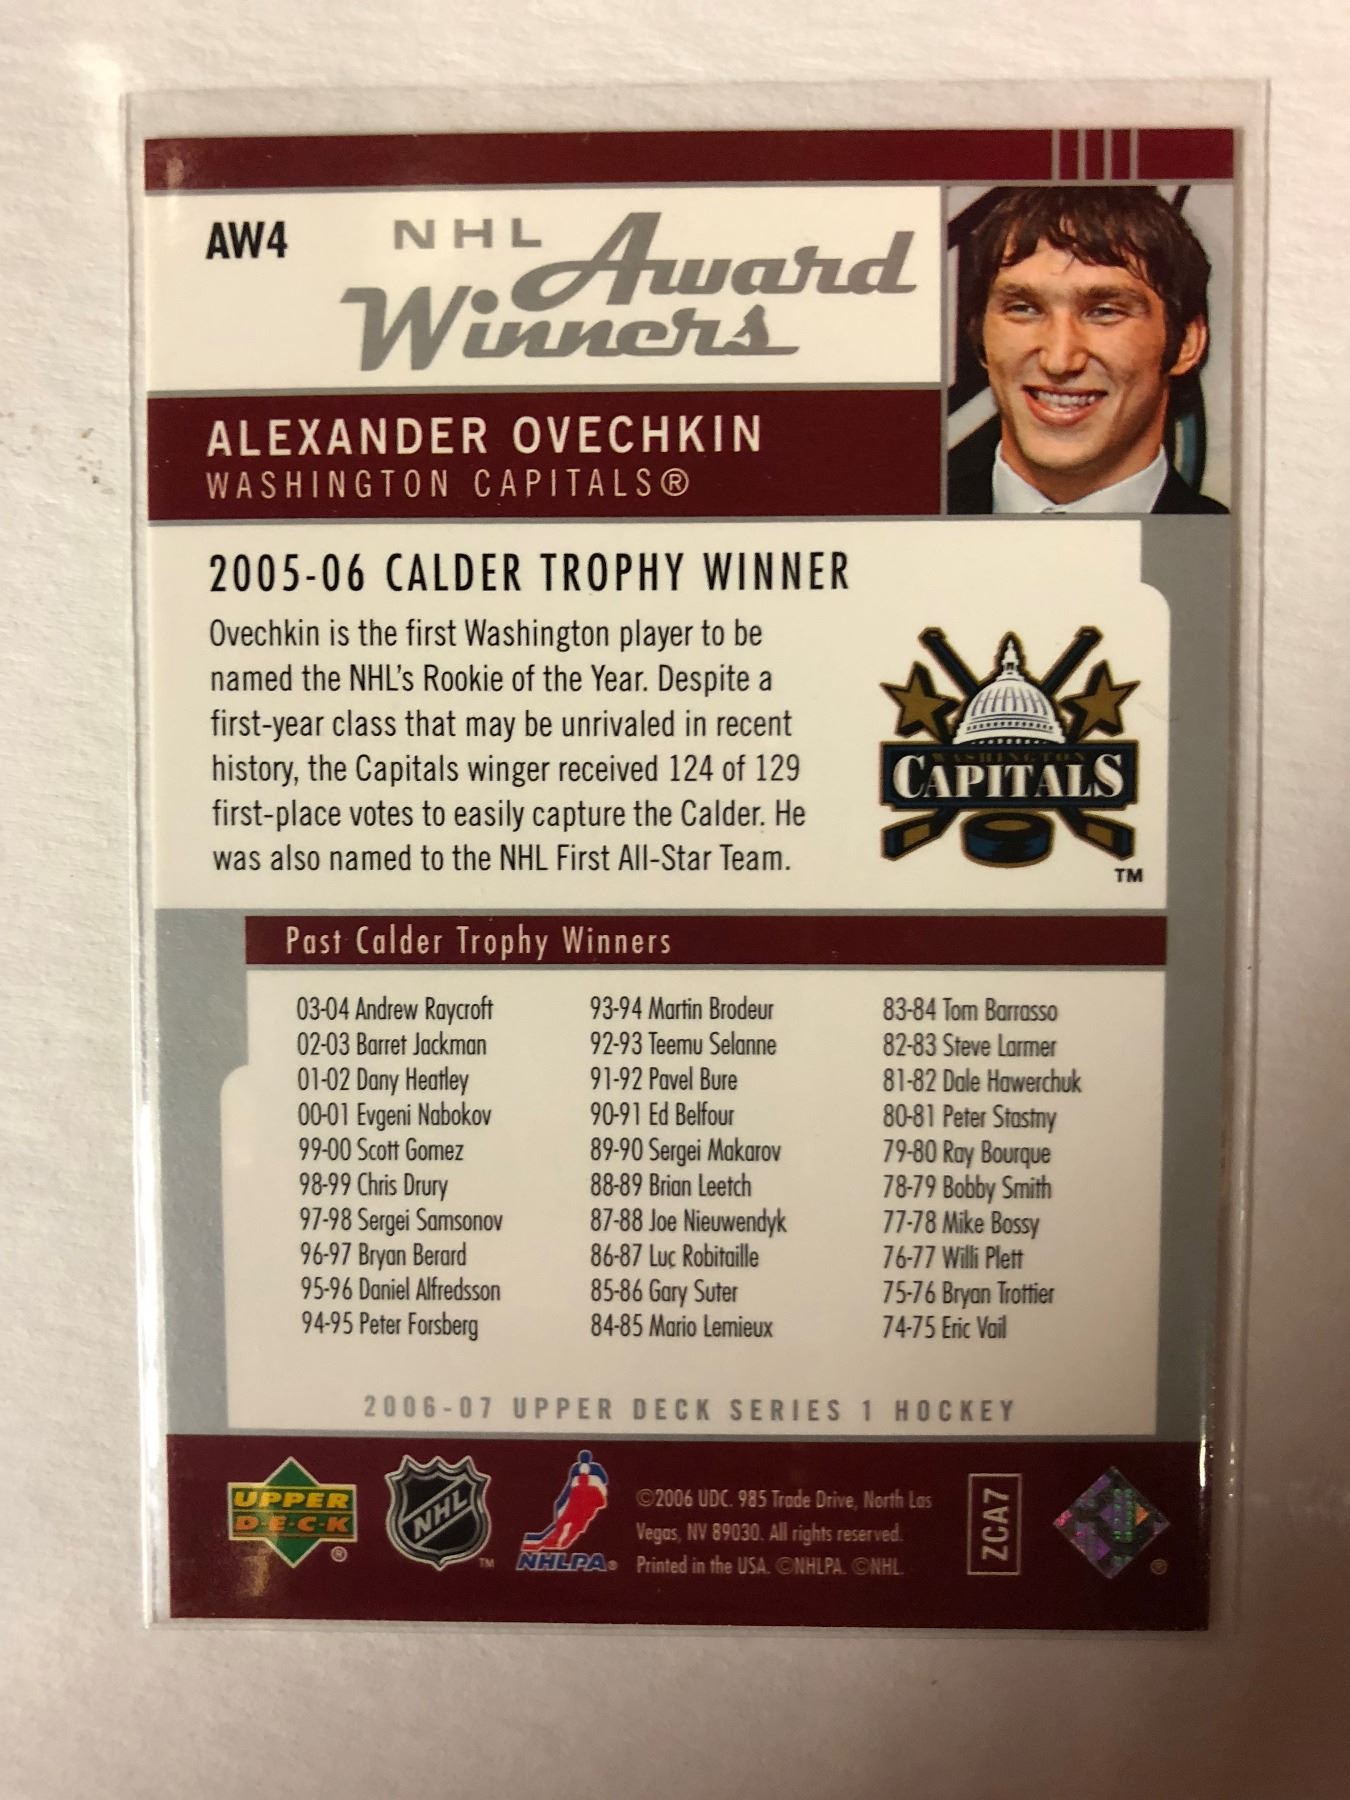 AW4
NHL Award
Winners
ALEXANDER OVECHKIN
WASHINGTON CAPITALS®
2005-06 CALDER TROPHY WINNER
Ovechkin is the first Washington player to be
named the NHL's Rookie of the Year. Despite a
first-year class that may be unrivaled in recent
history, the Capitals winger received 124 of 129
first-place votes to easily capture the Calder. He
was also named to the NHL First All-Star Team.
WASHINGTON
CAPITALS
TM
Past Calder Trophy Winners
03-04 Andrew Raycroft
02-03 Barret Jackman
01-02 Dany Heatley
00-01 Evgeni Nabokov
99-00 Scott Gomez
98-99 Chris Drury
97-98 Sergei Samsonov
96-97 Bryan Berard
95-96 Daniel Alfredsson
94-95 Peter Forsberg
93-94 Martin Brodeur
92-93 Teemu Selanne
91-92 Pavel Bure
90-91 Ed Belfour
89-90 Sergei Makarov
88-89 Brian Leetch
87-88 Joe Nieuwendyk
86-87 Luc Robitaille
85-86 Gary Suter
84-85 Mario Lemieux
83-84 Tom Barrasso
82-83 Steve Larmer
81-82 Dale Hawerchuk
80-81 Peter Stastny
79-80 Ray Bourque
78-79 Bobby Smith
77-78 Mike Bossy
76-77 Willi Plett
75-76 Bryan Trottier
74-75 Eric Vail
2006-07 UPPER DECK SERIES 1 HOCKEY
UPPER
D·E·C·K
®
NHL
TM
NHLPA®
©2006 UDC. 985 Trade Drive, North Las
Vegas, NV 89030. All rights reserved.
Printed in the USA. ©NHLPA. ©NHL.
ZCA7
®